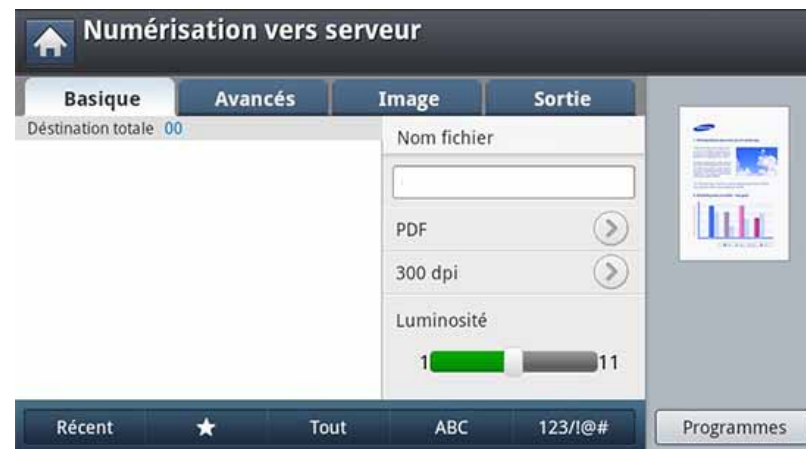 Numérisation vers serveur
Basique Avancés Image Sortie
Déstination totale 00
Nom fichier
PDF
300 dpi
Luminosité
1 11
Récent ★ Tout ABC 123/!@# Programmes